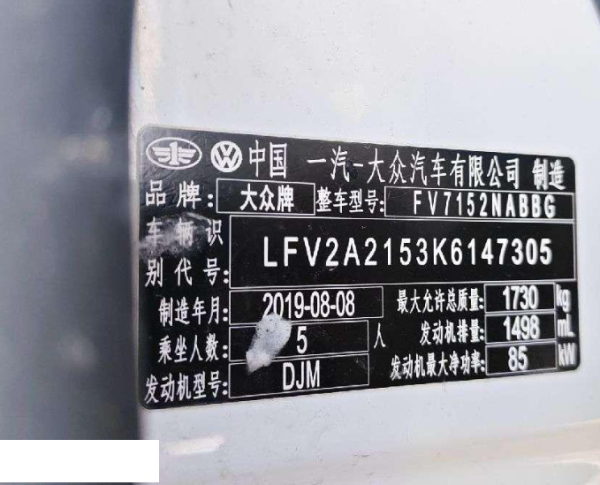 中国 一汽-大众汽车有限公司 制造
品牌: 大众牌 整车型号: FV7152NABBG
车辆识别代号: LFV2A2153K6147305
制造年月: 2019-08-08 最大允许总质量: 1730 kg
乘坐人数: 5 人 发动机排量: 1498 mL
发动机型号: DJM 发动机最大净功率: 85 kW